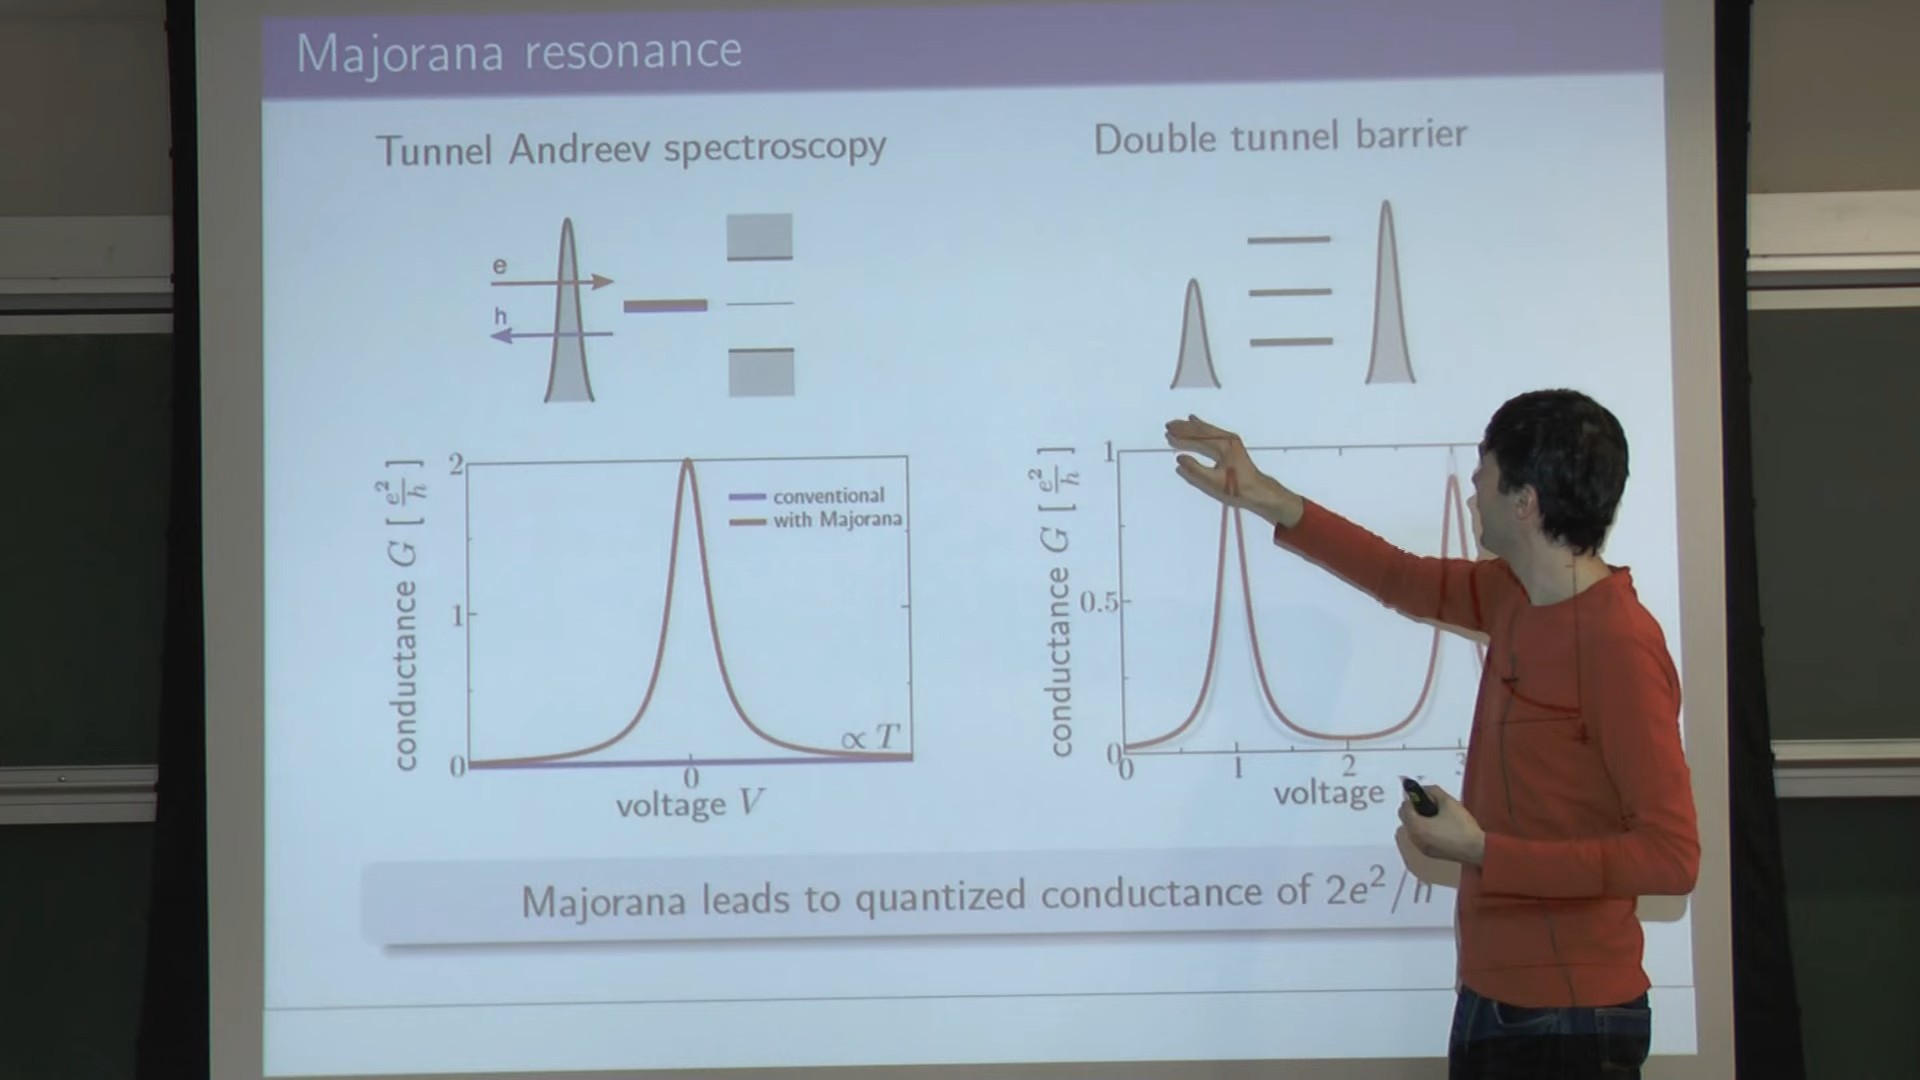 Majorana resonance
Tunnel Andreev spectroscopy
e
h
conductance G [ e²/h ]
2
1
0
conventional
with Majorana
∝ T
0
voltage V
Double tunnel barrier
conductance G [ e²/h ]
1
0.5
0
0 1 2 3
voltage
Majorana leads to quantized conductance of 2e²/h